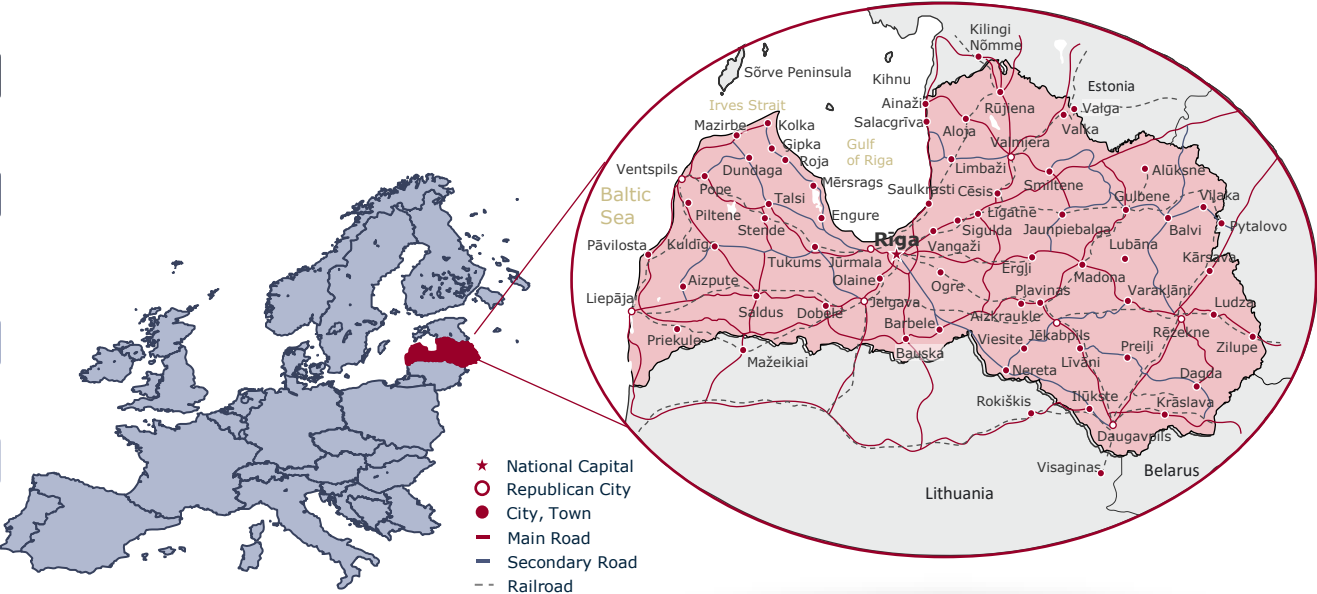 Kilingi
Nõmme
Sõrve Peninsula
Kihnu
Estonia
Irves Strait
Ainaži
Rūjiena
Valga
Mazirbe
Kolka
Salacgrīva
Aloja
Valka
Ģipka
Gulf
of Riga
Valmiera
Roja
Ventspils
Dundaga
Limbaži
Alūksne
Baltic
Sea
Pope
Mērsrags
Saulkrasti
Cēsis
Smiltene
Gulbene
Viļaka
Piltene
Talsi
Engure
Līgatne
Stende
Sigulda
Jaunpiebalga
Balvi
Pytalovo
Pāvilosta
Kuldīga
Rīga
Vangaži
Lubāna
Tukums
Jūrmala
Ērgļi
Kārsava
Aizpute
Olaine
Ogre
Madona
Liepāja
Jelgava
Pļaviņas
Varakļāni
Ludza
Saldus
Dobele
Barbele
Aizkraukle
Jēkabpils
Rēzekne
Priekule
Viesīte
Preiļi
Zilupe
Mažeikiai
Bauska
Līvāni
Nereta
Dagda
Rokiškis
Ilūkste
Krāslava
Daugavpils
Visaginas
Belarus
Lithuania
National Capital
Republican City
City, Town
Main Road
Secondary Road
Railroad